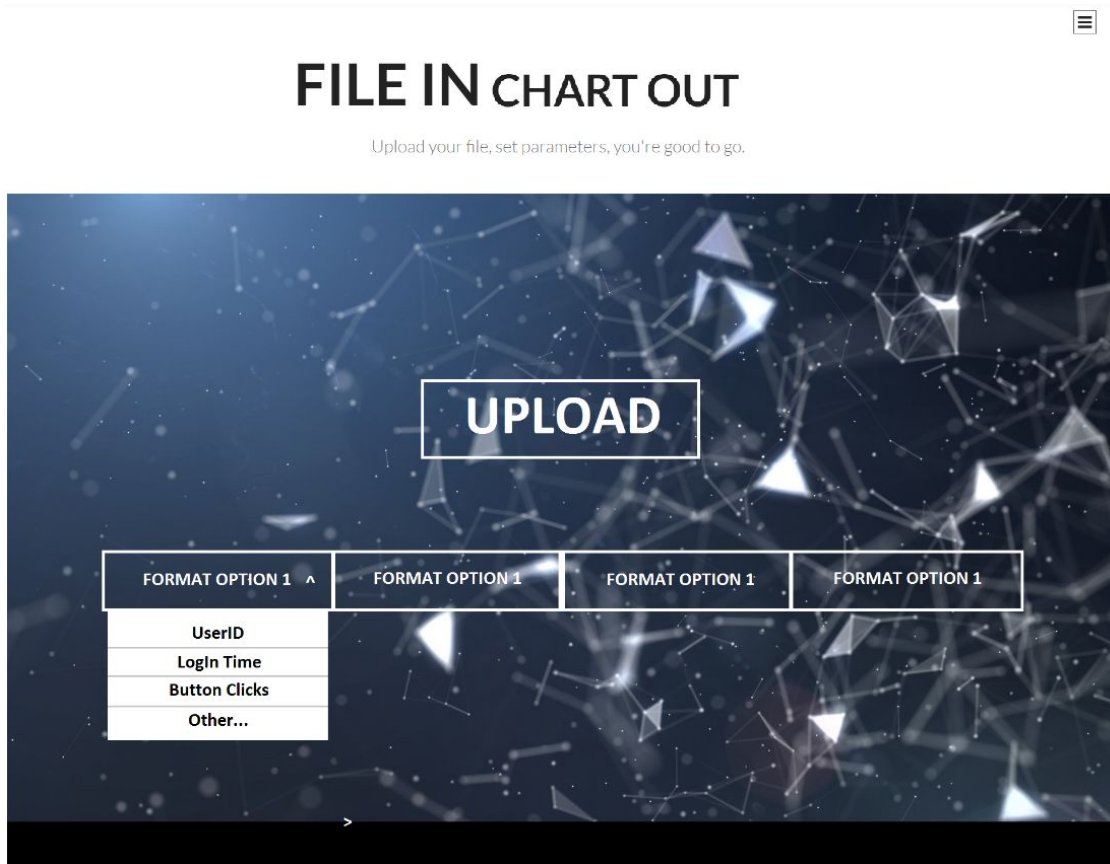 FILE IN CHART OUT
Upload your file, set parameters, you're good to go.
UPLOAD
FORMAT OPTION 1 ^ FORMAT OPTION 1 FORMAT OPTION 1 FORMAT OPTION 1
UserID
LogIn Time
Button Clicks
Other...
>